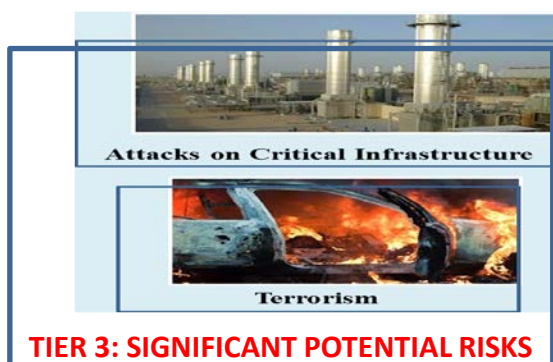 Attacks on Critical Infrastructure
Terrorism
TIER 3: SIGNIFICANT POTENTIAL RISKS